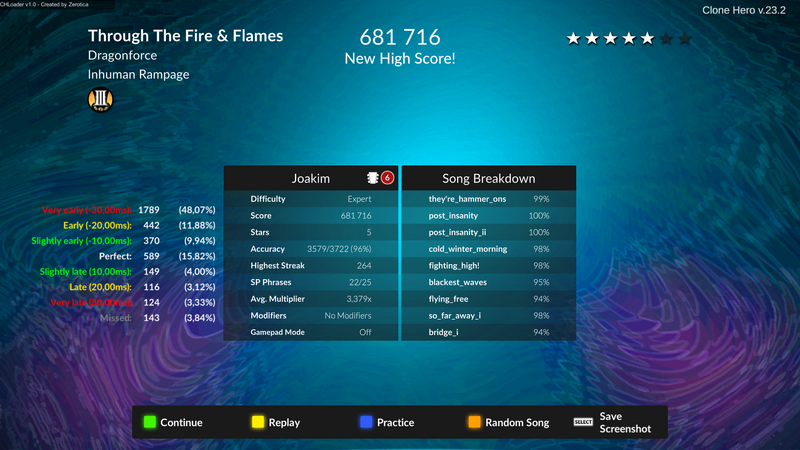 CHLoader v1.0 - Created by Zerotica
Clone Hero v.23.2
Through The Fire & Flames
Dragonforce
Inhuman Rampage
III
681 716
New High Score!
Very early (-30,00ms): 1789 (48,07%)
Early (-20,00ms): 442 (11,88%)
Slightly early (-10,00ms): 370 (9,94%)
Perfect: 589 (15,82%)
Slightly late (10,00ms): 149 (4,00%)
Late (20,00ms): 116 (3,12%)
Very late (30,00ms): 124 (3,33%)
Missed: 143 (3,84%)
Joakim 6
Difficulty Expert
Score 681 716
Stars 5
Accuracy 3579/3722 (96%)
Highest Streak 264
SP Phrases 22/25
Avg. Multiplier 3,379x
Modifiers No Modifiers
Gamepad Mode Off
Song Breakdown
they're_hammer_ons 99%
post_insanity 100%
post_insanity_ii 100%
cold_winter_morning 98%
fighting_high! 98%
blackest_waves 95%
flying_free 94%
so_far_away_i 98%
bridge_i 94%
Continue
Replay
Practice
Random Song
SELECT Save
Screenshot